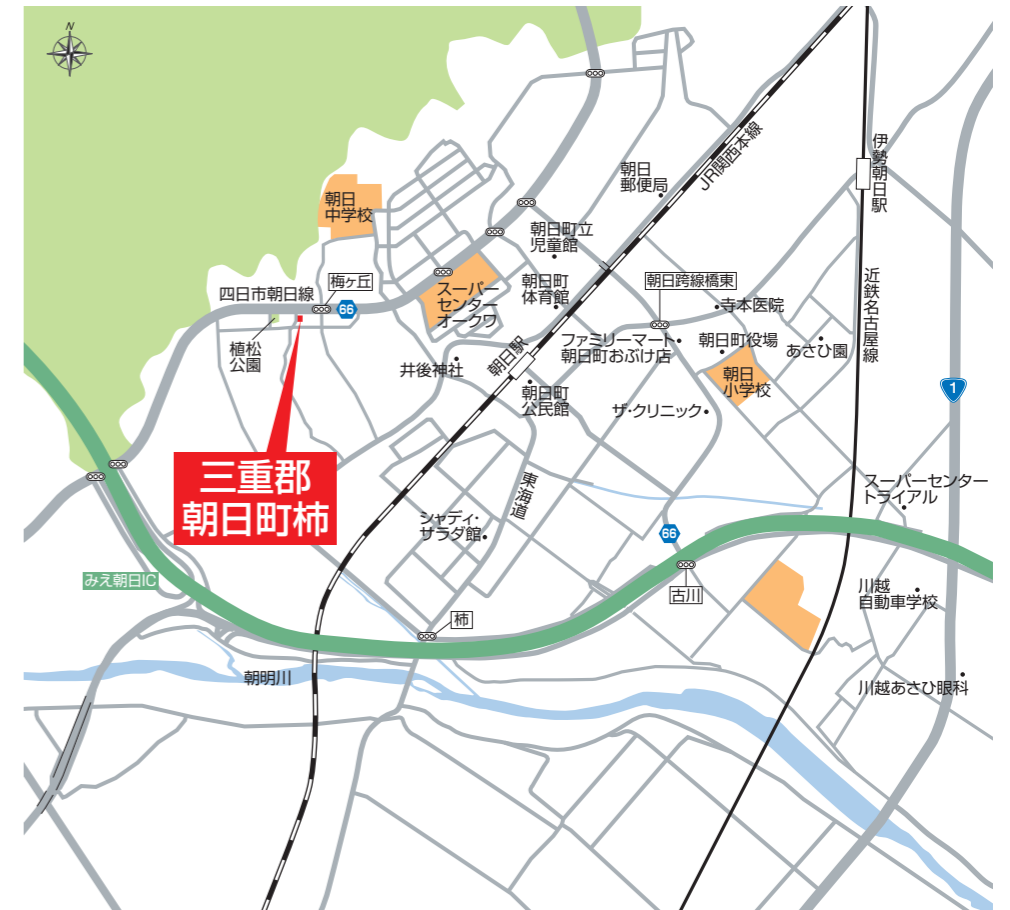 N
JR関西本線
伊勢朝日駅
朝日
郵便局
朝日
中学校
朝日町立
児童館
四日市朝日線
梅ヶ丘
66
スーパー
センター
オークワ
朝日町
体育館
朝日跨線橋東
寺本医院
近鉄名古屋線
植松
公園
井後神社
朝日駅
ファミリーマート
朝日町おぶけ店
朝日町役場
あさひ園
朝日
小学校
朝日町
公民館
ザ・クリニック
1
三重郡
朝日町柿
東海道
シャディ・
サラダ館
スーパーセンター
トライアル
66
みえ朝日IC
古川
柿
川越
自動車学校
朝明川
川越あさひ眼科